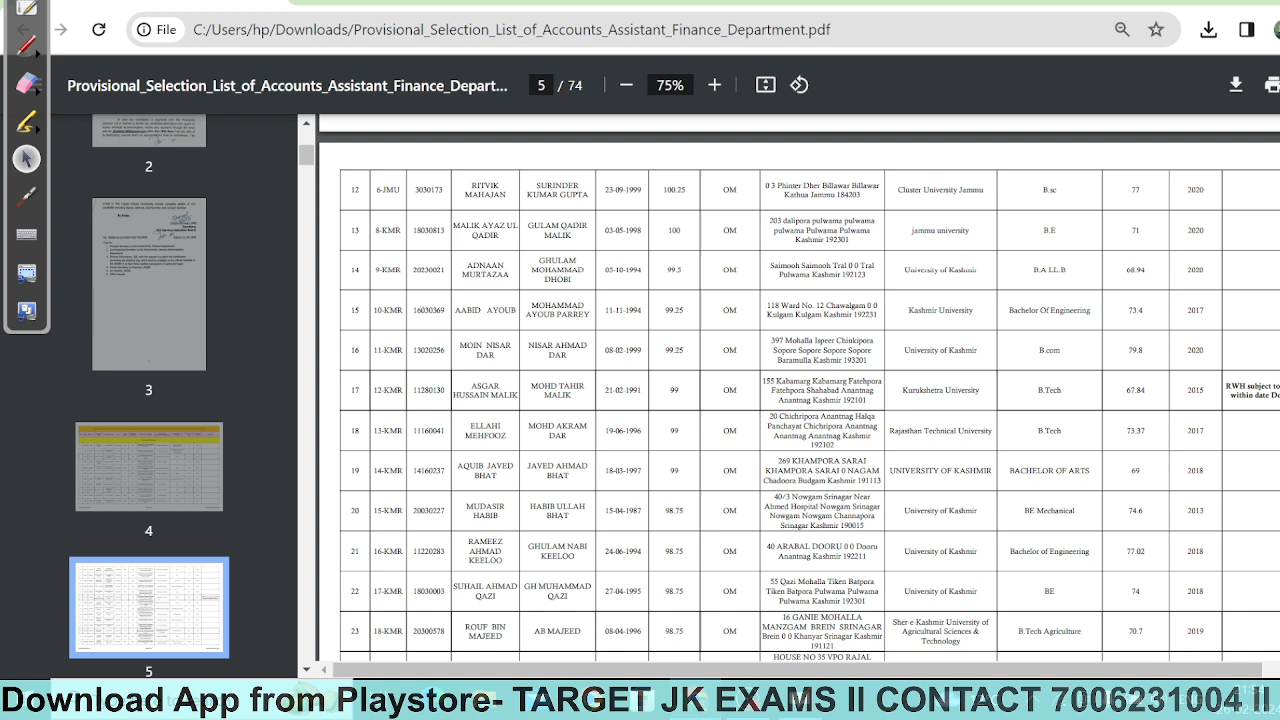 File C:/Users/hp/Downloads/Provisional_Selection_List_of_Accounts_Assistant_Finance_Department.pdf
Provisional_Selection_List_of_Accounts_Assistant_Finance_Depart... 5 / 74 75%
2
3
4
5
12 6-JMU 3030173 RITVIK MAHAJAN SURINDER KUMAR GUPTA 23-09-1999 100.25 OM 0 3 Phinter Dher Billawar Billawar Kathua Jammu 184203 Cluster University Jammu B.sc 77 2020
13 8-KMR 18030813 MALIK AYAZ UL QADIR GULAM QADIR MALIK 100 OM 203 dalipora pulwama pulwama pulwama Pulwama Pulwama Kashmir 192301 jammu university B.E 71 2020
14 9-KMR 20230021 MOHAMMAD DHOBI 05-10-1994 99.5 OM Saimooh Saimooh Tral 0 0 Tral Pulwama Kashmir 192123 University of Kashmir B.A LL.B 68.94 2020
15 10-KMR 16030369 AABID AYOUB MOHAMMAD AYOUB PARREY 11-11-1994 99.25 OM 118 Ward No. 12 Chawalgam 0 0 Kulgam Kulgam Kashmir 192231 Kashmir University Bachelor Of Engineering 73.4 2017
16 11-KMR 13020256 MOIN NISAR DAR NISAR AHMAD DAR 08-02-1999 99.25 OM 397 Mohalla Ispeer Chinkipora Sopore Sopore Sopore Sopore Baramulla Kashmir 193201 University of Kashmir B.com 79.8 2020
17 12-KMR 11280130 ASGAR HUSSAIN MALIK MOHD TAHIR MALIK 21-02-1991 99 OM 155 Kabamarg Kabamarg Fatehpora Fatehpora Shahabad Anantnag Anantnag Kashmir 192101 Kurukshetra University B.Tech 67.84 2015 RWH subject to within date Do
18 13-KMR 11160041 ELLAHI MEHFOOZ MOHD AKRAM DAR 19-06-1996 99 OM 20 Chichripora Anantnag Halqa Panchayat Chichripora Anantnag Anantnag Anantnag Kashmir 192102 Rajasthan Technical University B.Tech 73.37 2017
19 14-KMR 14160237 AQUIB JAVED BHAT JAVED AHMAD BHAT 18-03-1997 99 OM 269 KHAMPORA SARAI KHAMPORA SARAI 0 NAGAM Chadoora Budgam Kashmir 191113 UNIVERSITY OF KASHMIR BACHELOR OF ARTS 69 2018
20 15-KMR 20030227 MUDASIR HABIB HABIB ULLAH BHAT 15-04-1987 98.75 OM 40/3 Nowgam Srinagar Near Ahmed Hospital Nowgam Srinagar Nowgam Nowgam Channapora Srinagar Kashmir 190015 University of Kashmir BE Mechanical 74.6 2013
21 16-KMR 11220283 RAMEEZ AHMAD KEELOO GHULAM NABI KEELOO 24-06-1994 98.75 OM 40 ARABAL DOORU 0 0 Dooru Anantnag Kashmir 192211 University of Kashmir Bachelor of Engineering 77.02 2018
22 17-KMR 18030003 SUHAIL AHMAD QAZI QAZI 27-04-1995 98.75 OM 55 Qazi Tiken Batpora Tiken Batpora Pulwama Pulwama Pulwama Kashmir 192301 University of Kashmir BE 74 2018
23 18-KMR 20300578 ROUF BIN MAJEED 98.75 OM 16 GANIE MOHALLA MANZGAM BREIN SRINAGAR Brein 0 0 Khanyar Srinagar Kashmir 191121 Sher-e-Kashmir University of Agricultural Sciences & Technology B.Tech Agriculture 70.7 2019
HOUSE NO 35 VPO RAJAL
Download App from Playstore: TARGET JK EXAMS II CONTACT 7006231004 II